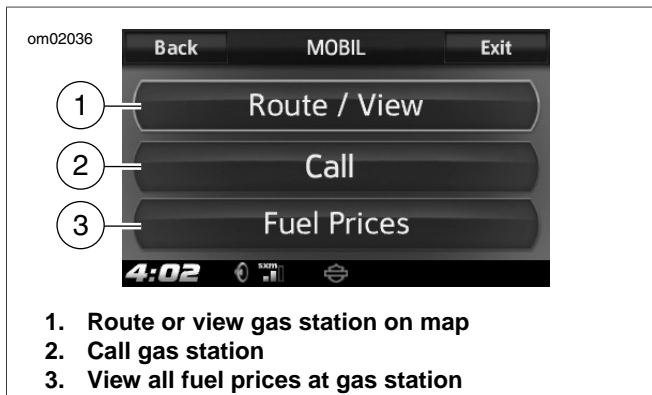 om02036
Back MOBIL Exit
1 Route / View
2 Call
3 Fuel Prices
4:02 sxm
1. Route or view gas station on map
2. Call gas station
3. View all fuel prices at gas station